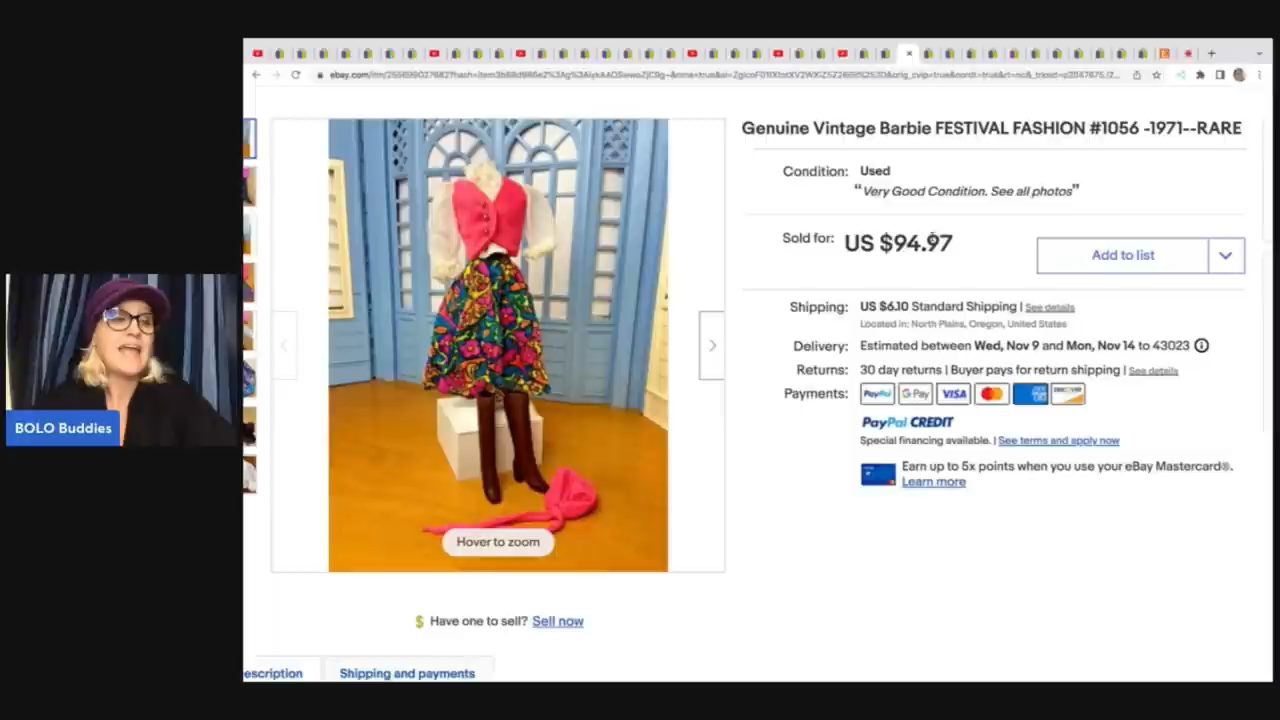 Genuine Vintage Barbie FESTIVAL FASHION #1056 -1971--RARE
Condition: Used
“Very Good Condition. See all photos”
Sold for: US $94.97
Add to list
Shipping: US $6.10 Standard Shipping | See details
Located in: North Plains, Oregon, United States
Delivery: Estimated between Wed, Nov 9 and Mon, Nov 14 to 43023
Returns: 30 day returns | Buyer pays for return shipping | See details
Payments: PayPal G Pay VISA
DISCOVER
PayPal CREDIT
Special financing available. | See terms and apply now
Earn up to 5x points when you use your eBay Mastercard®.
Learn more
BOLO Buddies
Hover to zoom
$ Have one to sell? Sell now
escription Shipping and payments